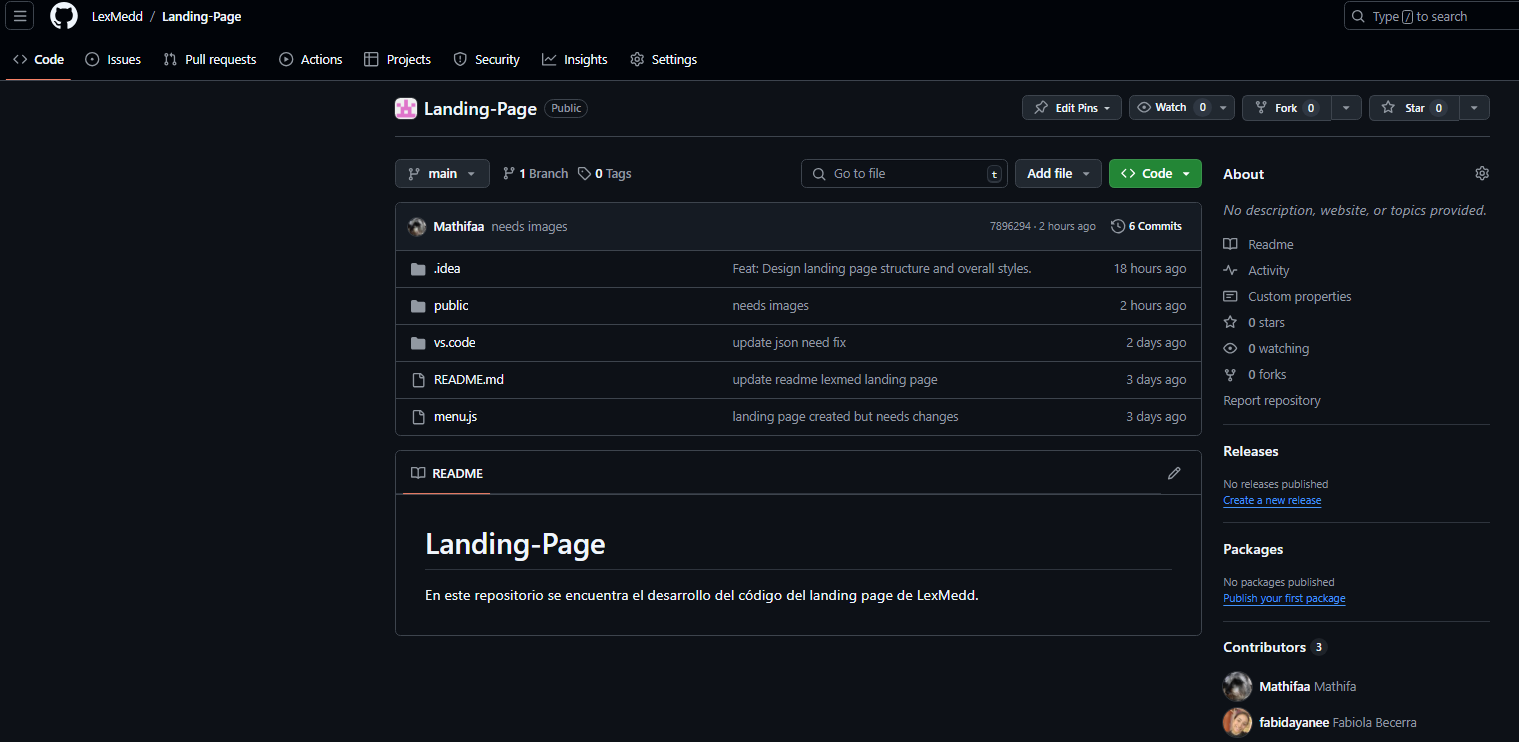 LexMedd / Landing-Page
Type / to search
Code Issues Pull requests Actions Projects Security Insights Settings
Landing-Page Public
Edit Pins Watch 0 Fork 0 Star 0
main 1 Branch 0 Tags
Go to file t Add file Code
Mathifaa needs images 7896294 · 2 hours ago 6 Commits
.idea Feat: Design landing page structure and overall styles. 18 hours ago
public needs images 2 hours ago
vs.code update json need fix 2 days ago
README.md update readme lexmed landing page 3 days ago
menu.js landing page created but needs changes 3 days ago
README
Landing-Page
En este repositorio se encuentra el desarrollo del código del landing page de LexMedd.
About
No description, website, or topics provided.
Readme
Activity
Custom properties
0 stars
0 watching
0 forks
Report repository
Releases
No releases published
Create a new release
Packages
No packages published
Publish your first package
Contributors 3
Mathifaa Mathifa
fabidayanee Fabiola Becerra